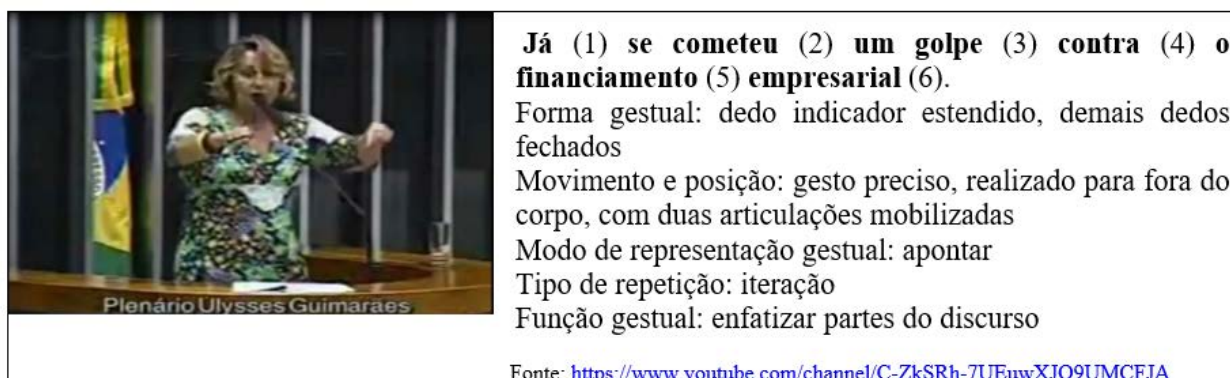 Já (1) se cometeu (2) um golpe (3) contra (4) o
financiamento (5) empresarial (6).
Forma gestual: dedo indicador estendido, demais dedos
fechados
Movimento e posição: gesto preciso, realizado para fora do
corpo, com duas articulações mobilizadas
Modo de representação gestual: apontar
Tipo de repetição: iteração
Função gestual: enfatizar partes do discurso
Plenário Ulysses Guimarães
Fonte: https://www.youtube.com/channel/C-ZkSRh-7UEuwXJO9UMCFJA